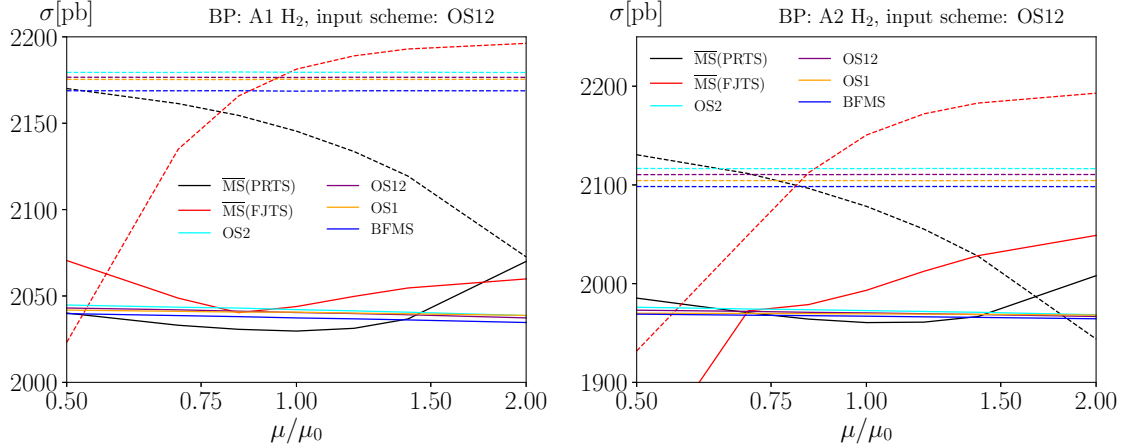 σ[pb] BP: A1 H₂, input scheme: OS12
2200
2150
2100
2050
2000
MS(PRTS) OS12
MS(FJTS) OS1
OS2 BFMS
0.50 0.75 1.00 1.50 2.00
μ/μ₀
σ[pb] BP: A2 H₂, input scheme: OS12
2200
2100
2000
1900
MS(PRTS) OS12
MS(FJTS) OS1
OS2 BFMS
0.50 0.75 1.00 1.50 2.00
μ/μ₀